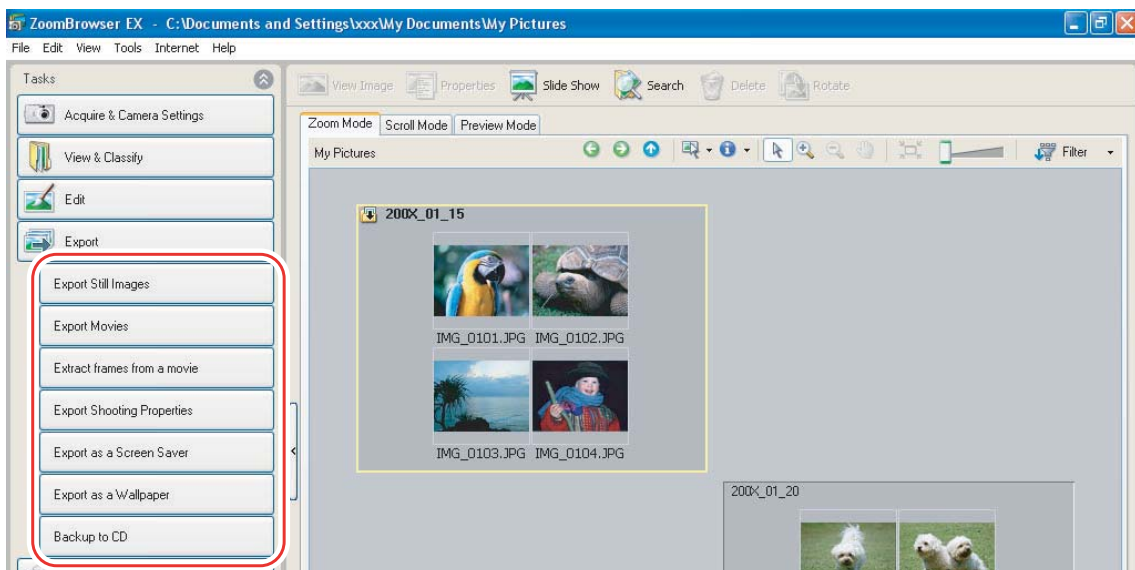 ZoomBrowser EX - C:\Documents and Settings\xxx\My Documents\My Pictures
File Edit View Tools Internet Help
Tasks
View Image Properties Slide Show Search Delete Rotate
Acquire & Camera Settings
Zoom Mode Scroll Mode Preview Mode
View & Classify
My Pictures
Filter
Edit
200X_01_15
Export
Export Still Images
Export Movies
IMG_0101.JPG IMG_0102.JPG
Extract frames from a movie
Export Shooting Properties
Export as a Screen Saver
IMG_0103.JPG IMG_0104.JPG
Export as a Wallpaper
200X_01_20
Backup to CD